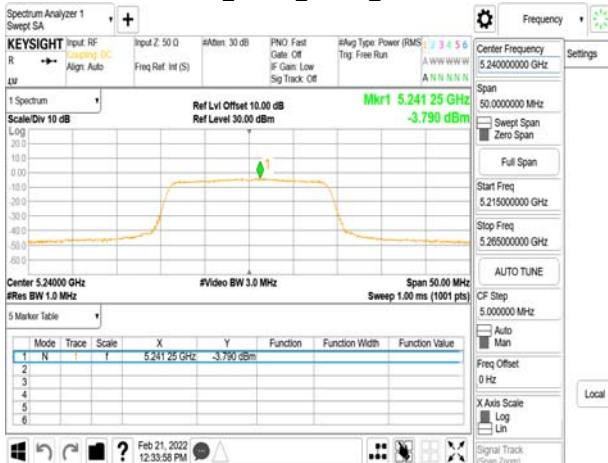 Spectrum Analyzer 1
Swept SA
Frequency
KEYSIGHT
R
Input: RF
Coupling: DC
Align: Auto
Input Z: 50 Ω
Freq Ref: Int (S)
#Atten: 30 dB
PNO: Fast
Gate: Off
IF Gain: Low
Sig Track: Off
#Avg Type: Power (RMS
Trig: Free Run
1 2 3 4 5 6
A W W W W W
A N N N N N
1 Spectrum
Scale/Div 10 dB
Ref Lvl Offset 10.00 dB
Ref Level 30.00 dBm
Mkr1 5.241 25 GHz
-3.790 dBm
Log
20.0
10.0
0.00
-10.0
-20.0
-30.0
-40.0
-50.0
-60.0
1
Center 5.24000 GHz
#Res BW 1.0 MHz
#Video BW 3.0 MHz
Span 50.00 MHz
Sweep 1.00 ms (1001 pts)
5 Marker Table
Mode Trace Scale X Y Function Function Width Function Value
1 N 1 f 5.241 25 GHz -3.790 dBm
2
3
4
5
6
Feb 21, 2022
12:33:58 PM
Center Frequency
5.240000000 GHz
Settings
Span
50.0000000 MHz
Swept Span
Zero Span
Full Span
Start Freq
5.215000000 GHz
Stop Freq
5.265000000 GHz
AUTO TUNE
CF Step
5.000000 MHz
Auto
Man
Freq Offset
0 Hz
Local
X Axis Scale
Log
Lin
Signal Track
(Span Zoom)